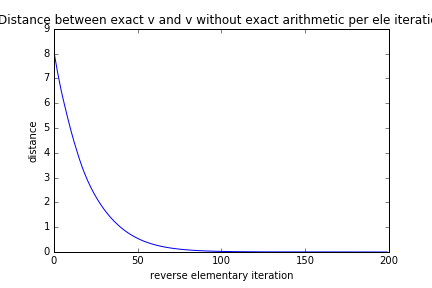 Distance between exact v and v without exact arithmetic per ele iterati
9
8
7
6
5
4
3
2
1
0
distance
0 50 100 150 200
reverse elementary iteration